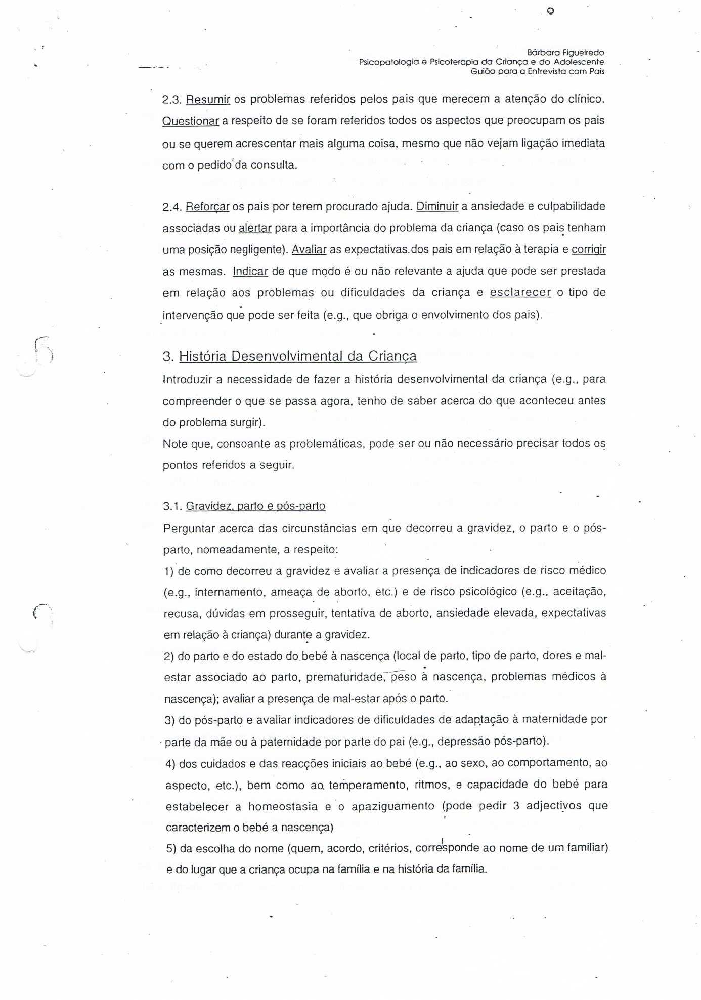 Bárbara Figueiredo
Psicopatologia e Psicoterapia da Criança e do Adolescente
Guião para a Entrevista com Pais
2.3. Resumir os problemas referidos pelos pais que merecem a atenção do clínico.
Questionar a respeito de se foram referidos todos os aspectos que preocupam os pais
ou se querem acrescentar mais alguma coisa, mesmo que não vejam ligação imediata
com o pedido da consulta.
2.4. Reforçar os pais por terem procurado ajuda. Diminuir a ansiedade e culpabilidade
associadas ou alertar para a importância do problema da criança (caso os pais tenham
uma posição negligente). Avaliar as expectativas dos pais em relação à terapia e corrigir
as mesmas. Indicar de que modo é ou não relevante a ajuda que pode ser prestada
em relação aos problemas ou dificuldades da criança e esclarecer o tipo de
intervenção que pode ser feita (e.g., que obriga o envolvimento dos pais).
3. História Desenvolvimental da Criança
Introduzir a necessidade de fazer a história desenvolvimental da criança (e.g., para
compreender o que se passa agora, tenho de saber acerca do que aconteceu antes
do problema surgir).
Note que, consoante as problemáticas, pode ser ou não necessário precisar todos os
pontos referidos a seguir.
3.1. Gravidez, parto e pós-parto
Perguntar acerca das circunstâncias em que decorreu a gravidez, o parto e o pós-
parto, nomeadamente, a respeito:
1) de como decorreu a gravidez e avaliar a presença de indicadores de risco médico
(e.g., internamento, ameaça de aborto, etc.) e de risco psicológico (e.g., aceitação,
recusa, dúvidas em prosseguir, tentativa de aborto, ansiedade elevada, expectativas
em relação à criança) durante a gravidez.
2) do parto e do estado do bebé à nascença (local de parto, tipo de parto, dores e mal-
estar associado ao parto, prematuridade, peso à nascença, problemas médicos à
nascença); avaliar a presença de mal-estar após o parto.
3) do pós-parto e avaliar indicadores de dificuldades de adaptação à maternidade por
parte da mãe ou à paternidade por parte do pai (e.g., depressão pós-parto).
4) dos cuidados e das reacções iniciais ao bebé (e.g., ao sexo, ao comportamento, ao
aspecto, etc.), bem como ao temperamento, ritmos, e capacidade do bebé para
estabelecer a homeostasia e o apaziguamento (pode pedir 3 adjectivos que
caracterizem o bebé a nascença)
5) da escolha do nome (quem, acordo, critérios, corresponde ao nome de um familiar)
e do lugar que a criança ocupa na família e na história da família.